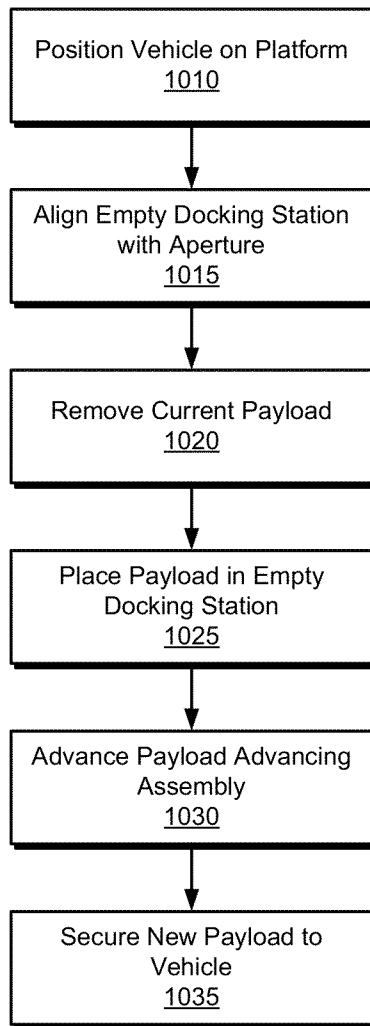 Position Vehicle on Platform
1010
Align Empty Docking Station
with Aperture
1015
Remove Current Payload
1020
Place Payload in Empty
Docking Station
1025
Advance Payload Advancing
Assembly
1030
Secure New Payload to
Vehicle
1035